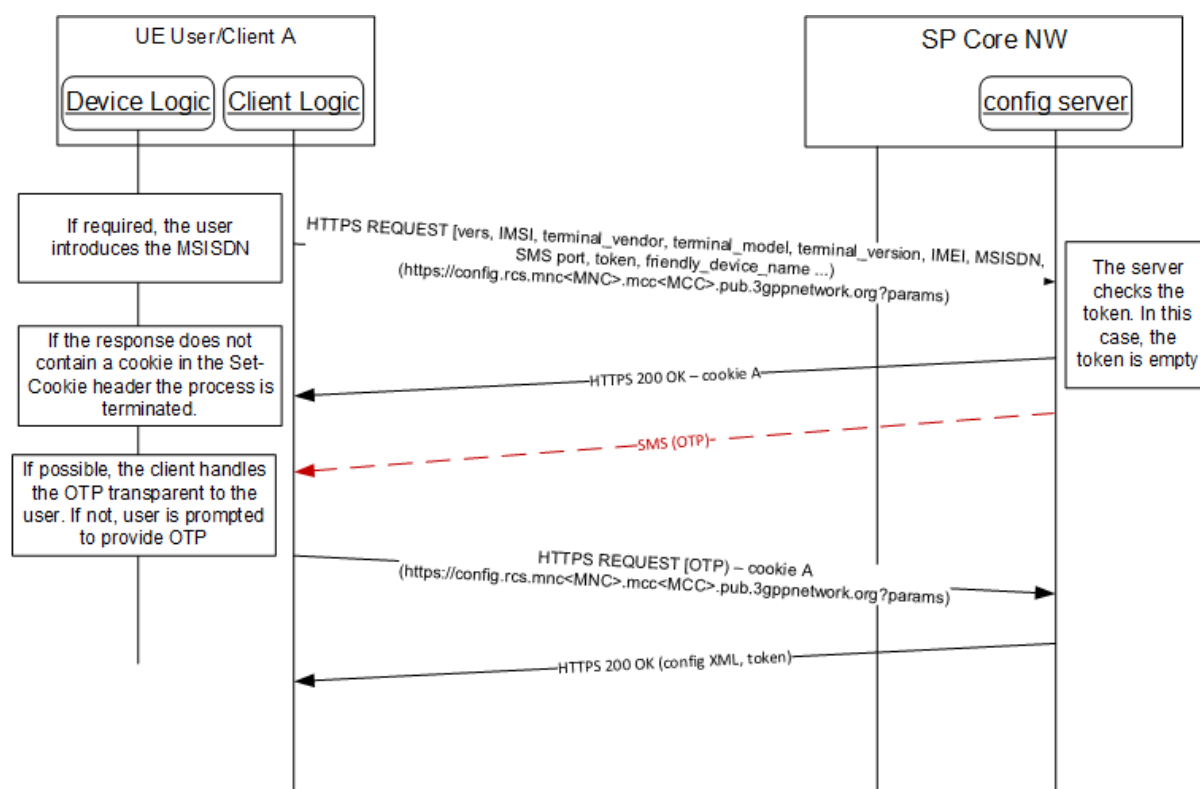 UE User/Client A
SP Core NW
Device Logic
Client Logic
config server
If required, the user
introduces the MSISDN
HTTPS REQUEST [vers, IMSI, terminal_vendor, terminal_model, terminal_version, IMEI, MSISDN,
SMS port, token, friendly_device_name ...)
(https://config.rcs.mnc<MNC>.mcc<MCC>.pub.3gppnetwork.org?params)
The server
checks the
token. In this
case, the
token is empty
If the response does not
contain a cookie in the Set-
Cookie header the process is
terminated.
HTTPS 200 OK – cookie A
SMS (OTP)
If possible, the client handles
the OTP transparent to the
user. If not, user is prompted
to provide OTP
HTTPS REQUEST [OTP) – cookie A
(https://config.rcs.mnc<MNC>.mcc<MCC>.pub.3gppnetwork.org?params)
HTTPS 200 OK (config XML, token)